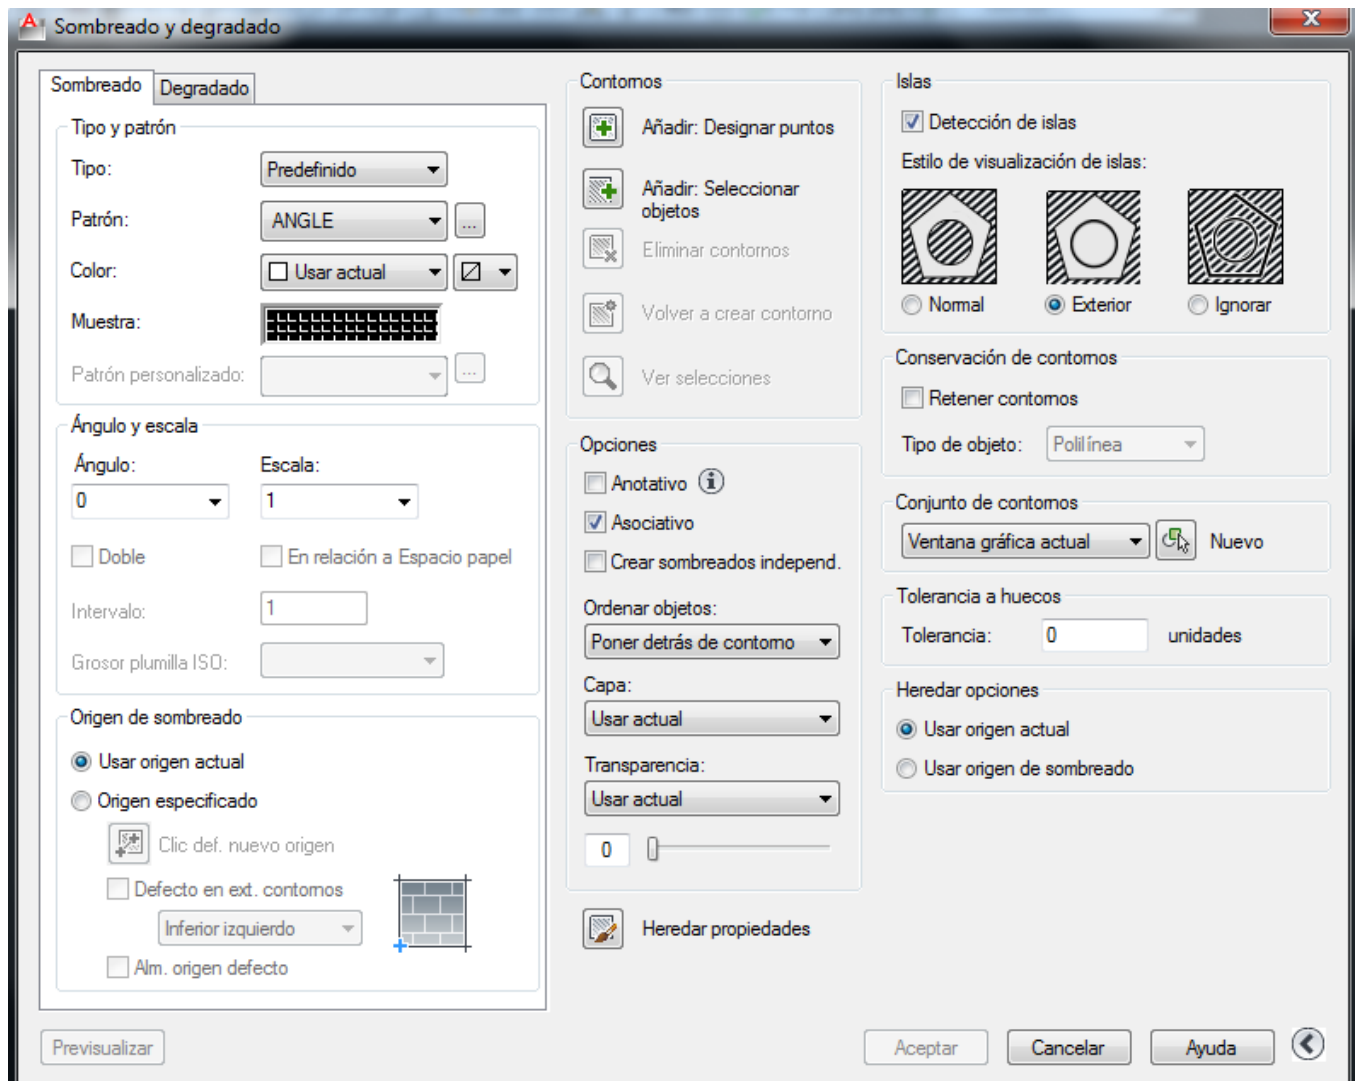 Sombreado y degradado
Sombreado
Degradado
Tipo y patrón
Tipo:
Predefinido
Patrón:
ANGLE
...
Color:
Usar actual
Muestra:
Patrón personalizado:
...
Ángulo y escala
Ángulo:
Escala:
0
1
Doble
En relación a Espacio papel
Intervalo:
1
Grosor plumilla ISO:
Origen de sombreado
Usar origen actual
Origen especificado
Clic def. nuevo origen
Defecto en ext. contornos
Inferior izquierdo
Alm. origen defecto
Previsualizar
Contornos
Añadir: Designar puntos
Añadir: Seleccionar
objetos
Eliminar contornos
Volver a crear contorno
Ver selecciones
Opciones
Anotativo
Asociativo
Crear sombreados independ.
Ordenar objetos:
Poner detrás de contorno
Capa:
Usar actual
Transparencia:
Usar actual
0
Heredar propiedades
Islas
Detección de islas
Estilo de visualización de islas:
Normal
Exterior
Ignorar
Conservación de contornos
Retener contornos
Tipo de objeto:
Polilínea
Conjunto de contornos
Ventana gráfica actual
Nuevo
Tolerancia a huecos
Tolerancia:
0
unidades
Heredar opciones
Usar origen actual
Usar origen de sombreado
Aceptar
Cancelar
Ayuda